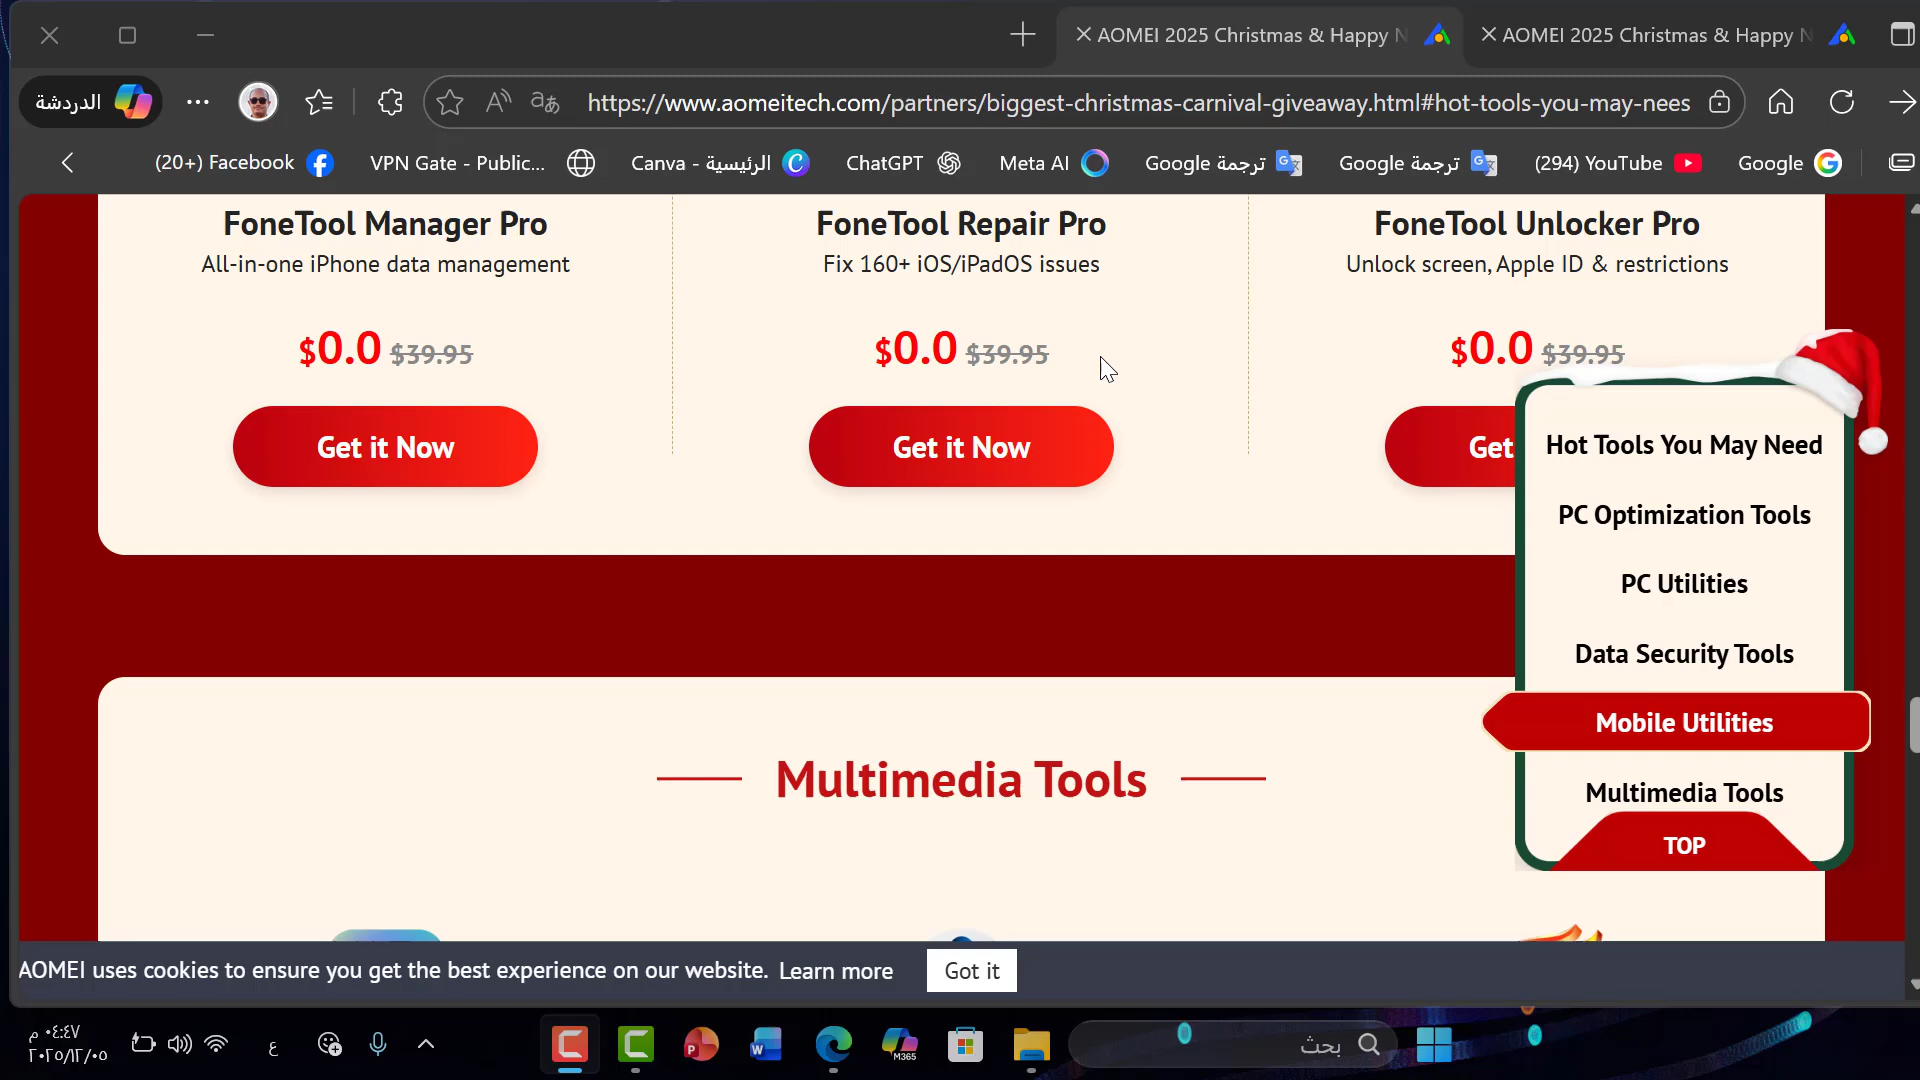 AOMEI 2025 Christmas & Happy N
AOMEI 2025 Christmas & Happy N
الدردشة
https://www.aomeitech.com/partners/biggest-christmas-carnival-giveaway.html#hot-tools-you-may-nees
(20+) Facebook
VPN Gate - Public...
Canva - الرئيسية
ChatGPT
Meta AI
ترجمة Google
ترجمة Google
(294) YouTube
Google
FoneTool Manager Pro
All-in-one iPhone data management
$0.0 $39.95
Get it Now
FoneTool Repair Pro
Fix 160+ iOS/iPadOS issues
$0.0 $39.95
Get it Now
FoneTool Unlocker Pro
Unlock screen, Apple ID & restrictions
$0.0 $39.95
Get
Hot Tools You May Need
PC Optimization Tools
PC Utilities
Data Security Tools
Mobile Utilities
Multimedia Tools
TOP
Multimedia Tools
AOMEI uses cookies to ensure you get the best experience on our website. Learn more
Got it
٠٤:٤٧ م
٢٠٢٥/١٢/٠٥
ع
M365
بحث